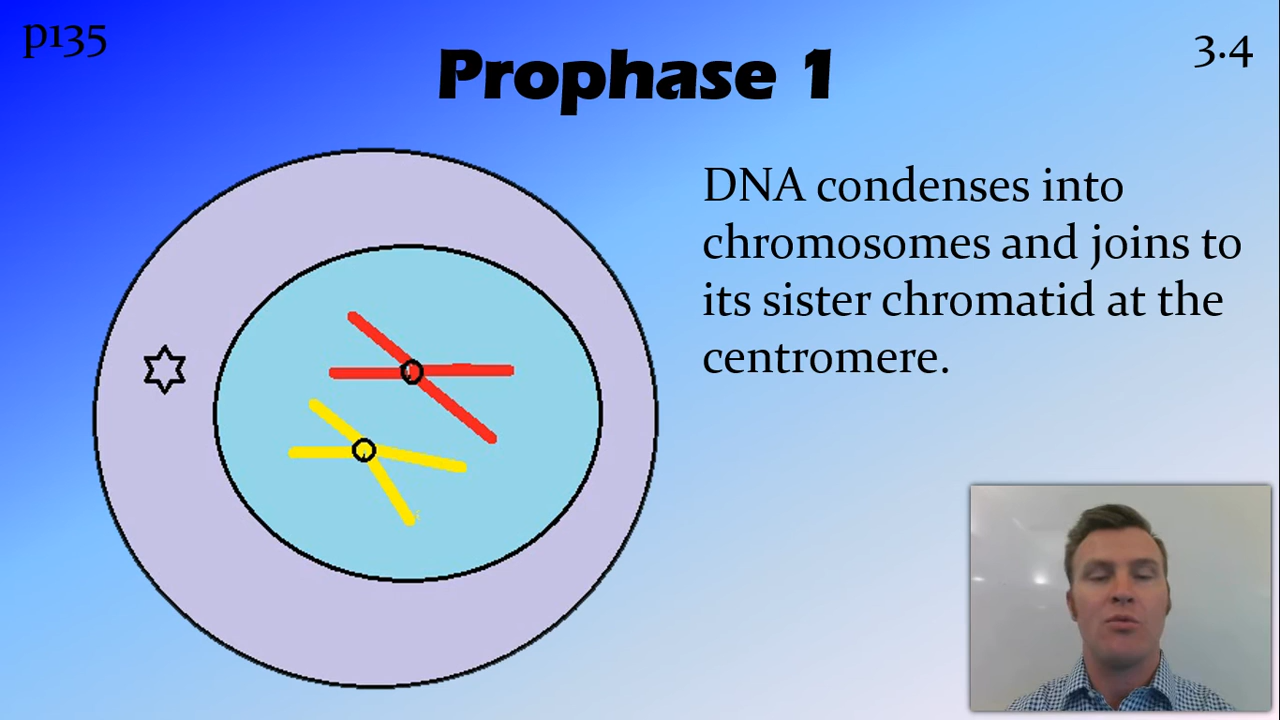 p135
Prophase 1
3.4
DNA condenses into
chromosomes and joins to
its sister chromatid at the
centromere.